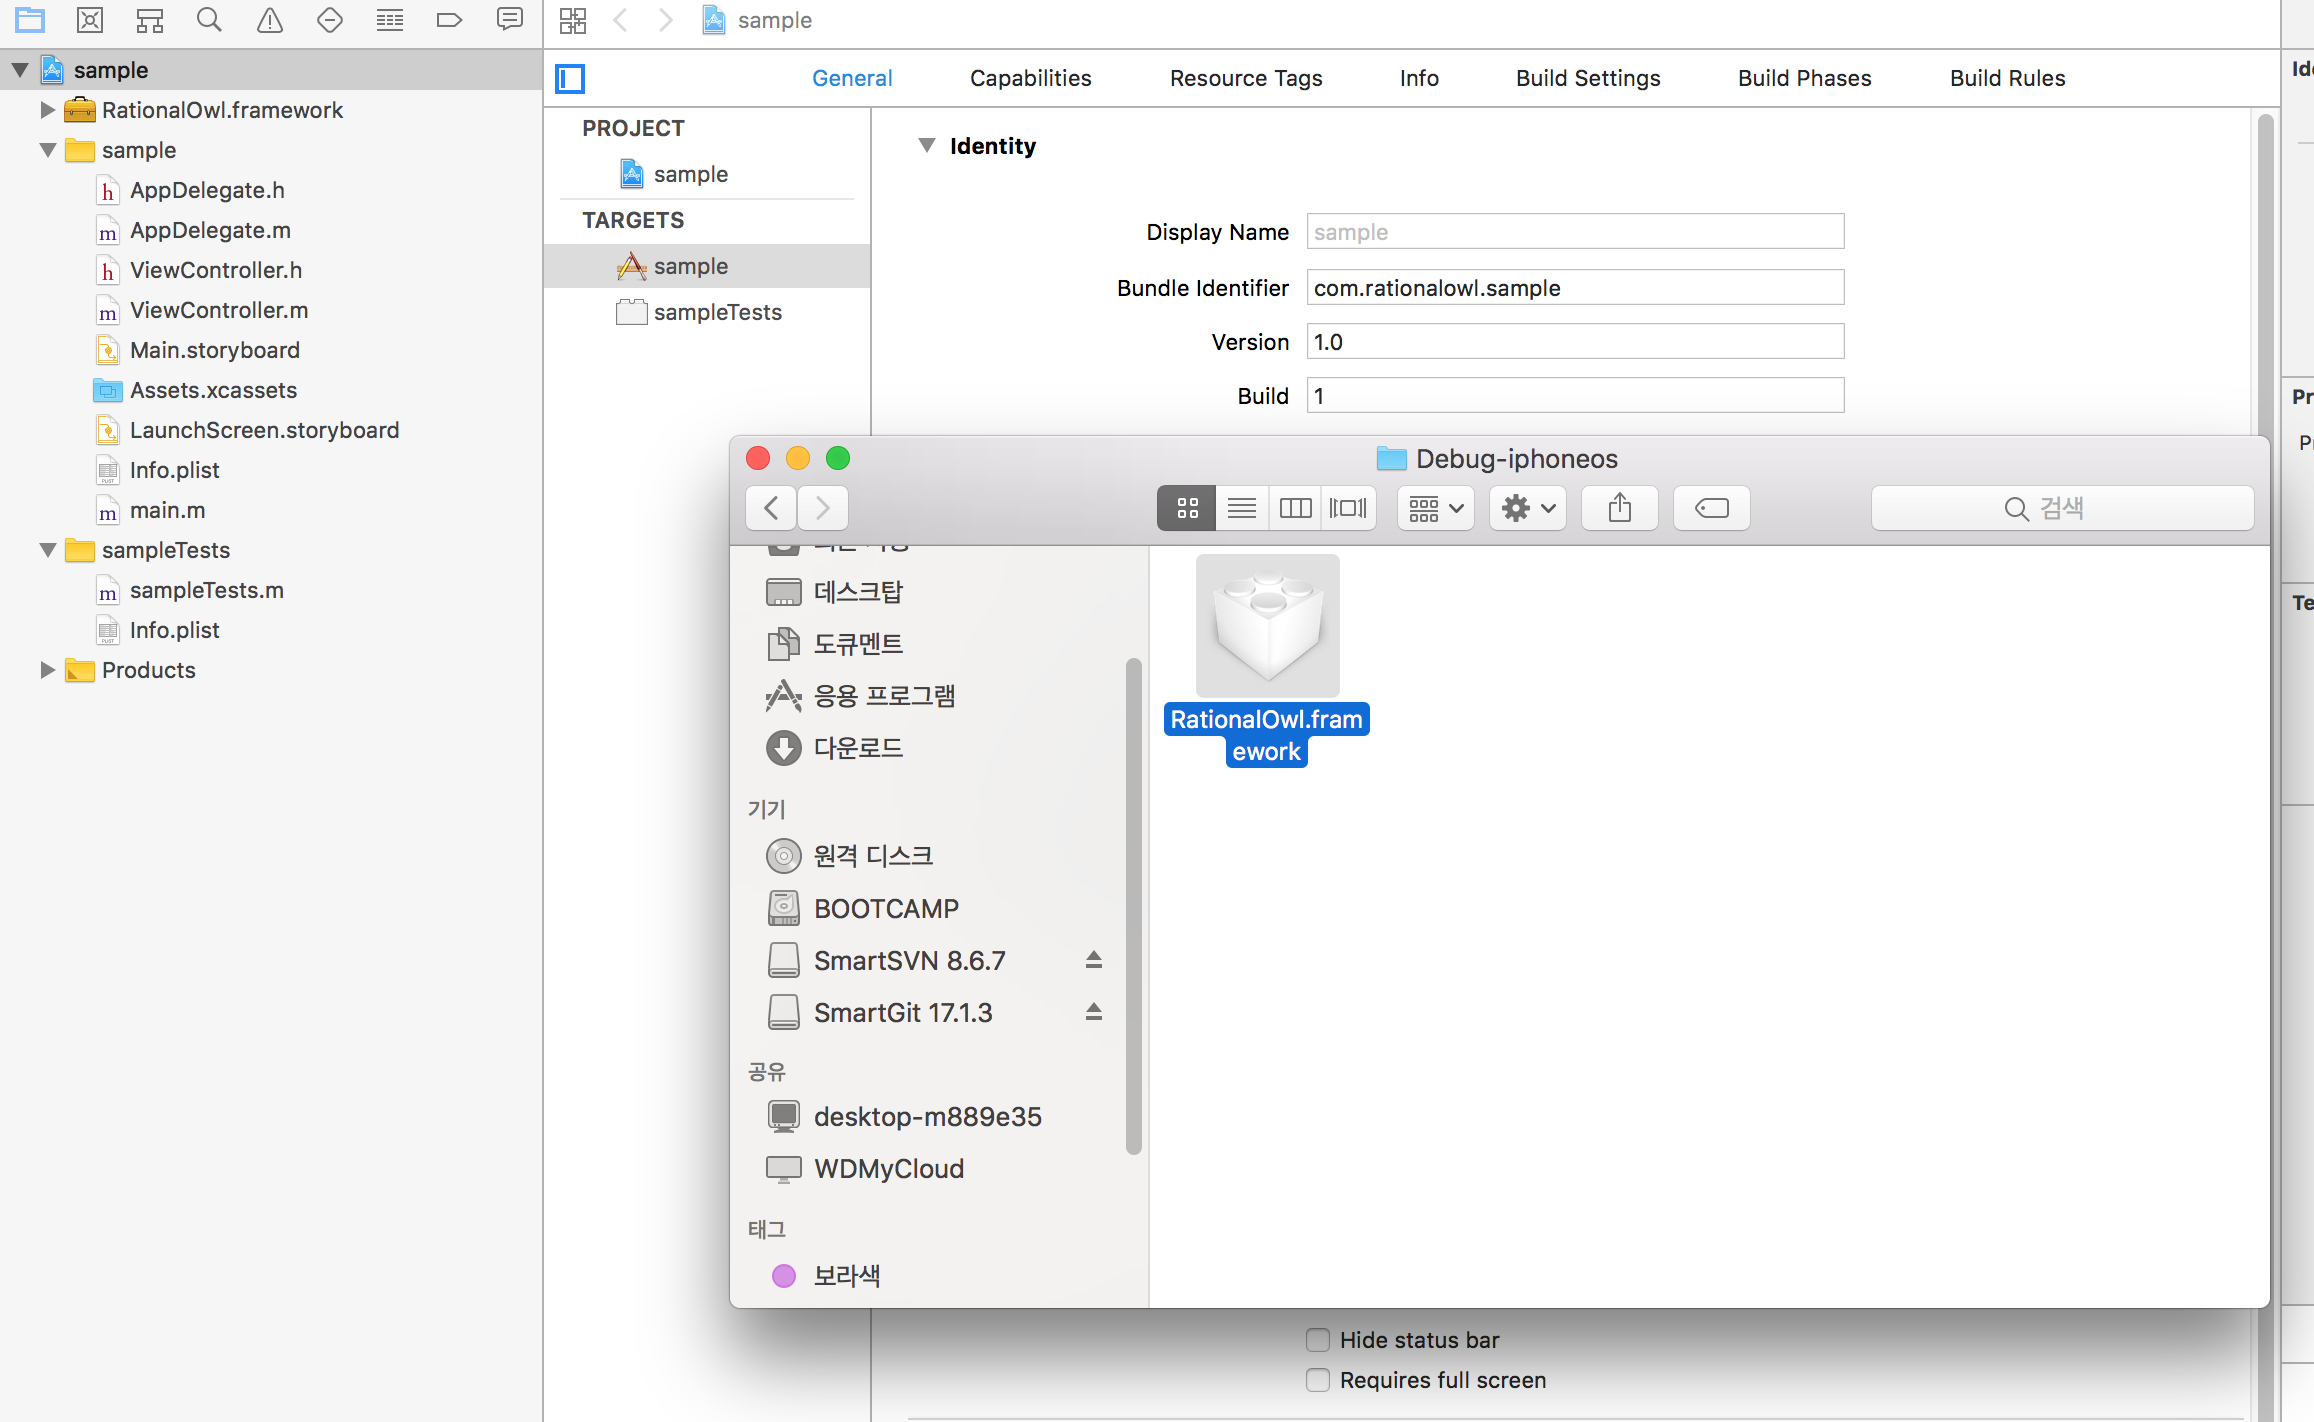 sample
sample
RationalOwl.framework
sample
AppDelegate.h
AppDelegate.m
ViewController.h
ViewController.m
Main.storyboard
Assets.xcassets
LaunchScreen.storyboard
Info.plist
main.m
sampleTests
sampleTests.m
Info.plist
Products
General Capabilities Resource Tags Info Build Settings Build Phases Build Rules
PROJECT
sample
TARGETS
sample
sampleTests
Identity
Display Name sample
Bundle Identifier com.rationalowl.sample
Version 1.0
Build 1
Debug-iphoneos
검색
데스크탑
도큐멘트
응용 프로그램
다운로드
기기
원격 디스크
BOOTCAMP
SmartSVN 8.6.7
SmartGit 17.1.3
공유
desktop-m889e35
WDMyCloud
태그
보라색
RationalOwl.fram
ework
Hide status bar
Requires full screen